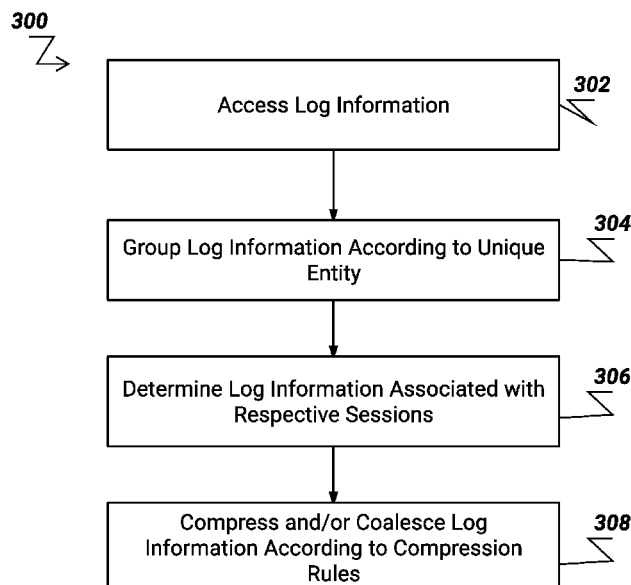 300
Access Log Information
302
Group Log Information According to Unique
Entity
304
Determine Log Information Associated with
Respective Sessions
306
Compress and/or Coalesce Log
Information According to Compression
Rules
308